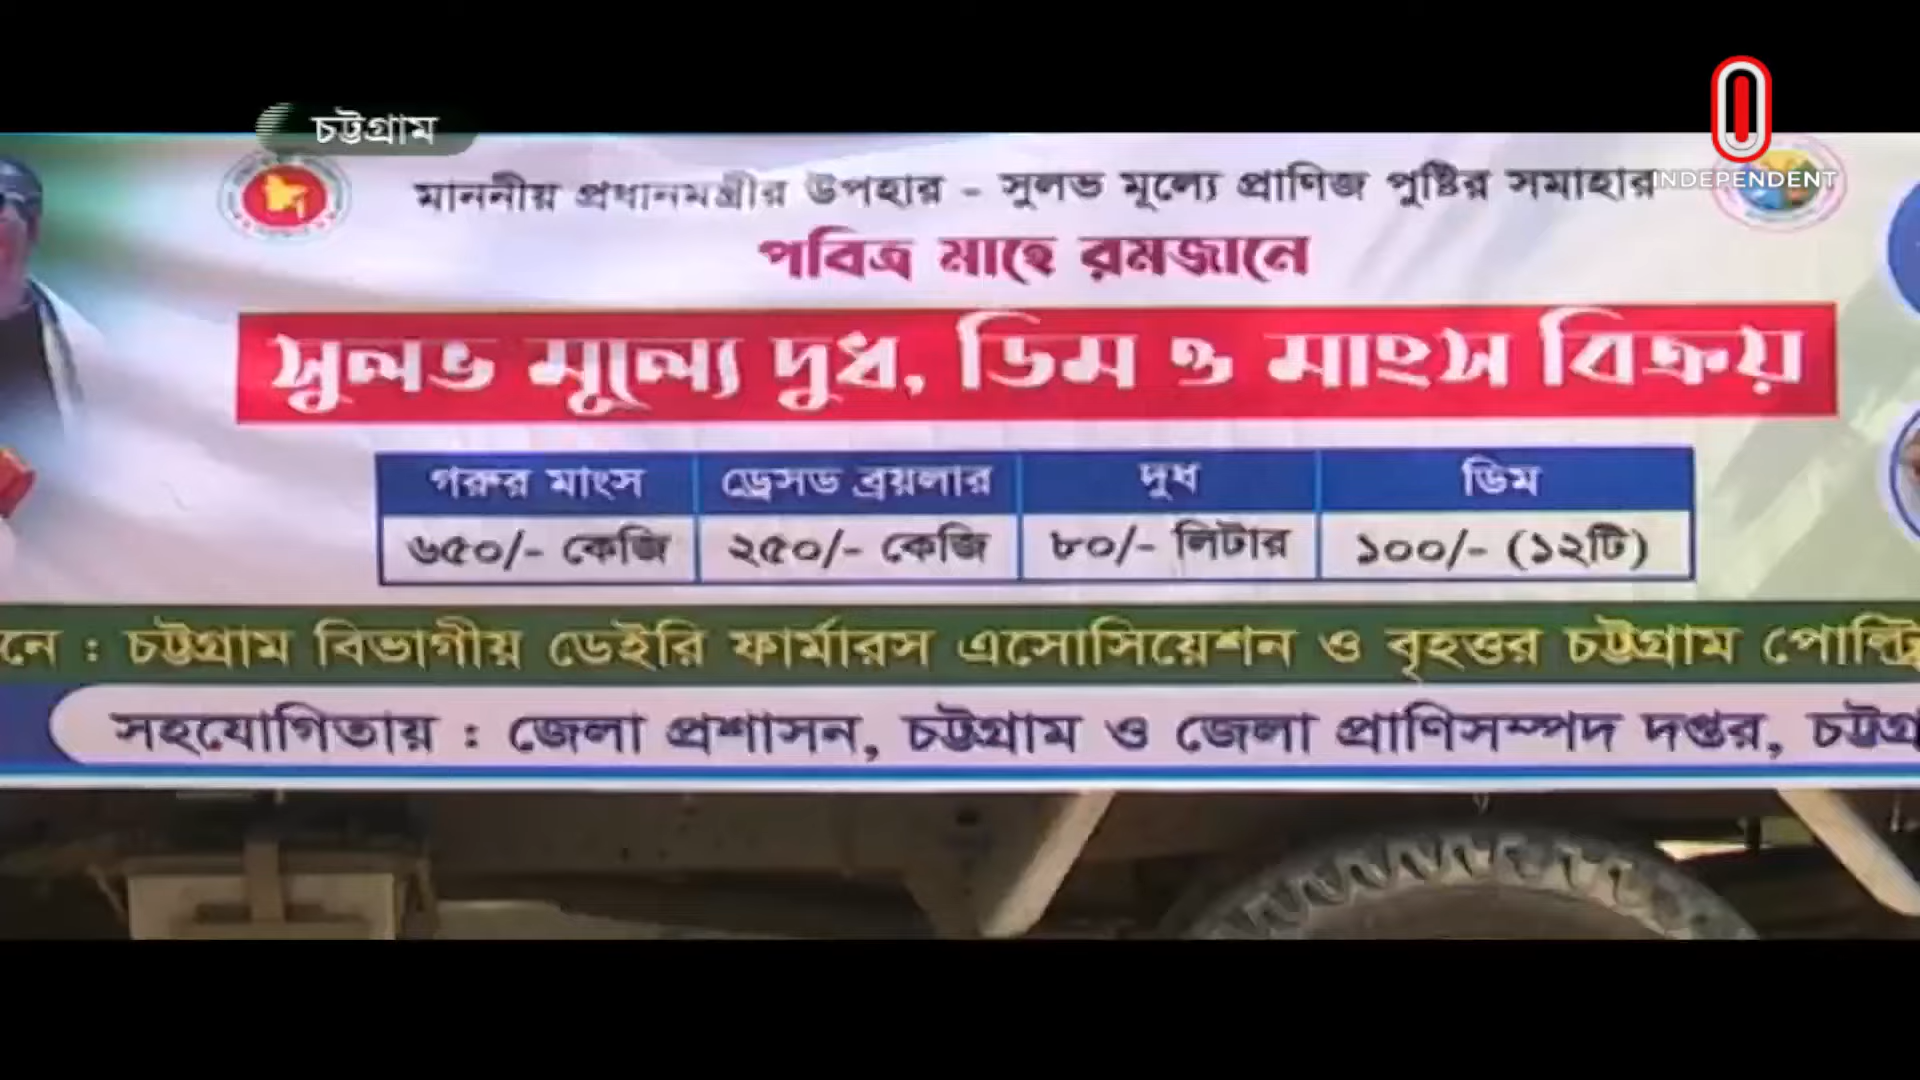 চট্টগ্রাম
INDEPENDENT
মাননীয় প্রধানমন্ত্রীর উপহার - সুলভ মূল্যে প্রাণিজ পুষ্টির সমাহার
পবিত্র মাহে রমজানে
সুলভ মূল্যে দুধ, ডিম ও মাংস বিক্রয়
গরুর মাংস ড্রেসড ব্রয়লার দুধ ডিম
৬৫০/- কেজি ২৫০/- কেজি ৮০/- লিটার ১০০/- (১২টি)
নে : চট্টগ্রাম বিভাগীয় ডেইরি ফার্মারস এসোসিয়েশন ও বৃহত্তর চট্টগ্রাম পোল্ট্রি
সহযোগিতায় : জেলা প্রশাসন, চট্টগ্রাম ও জেলা প্রাণিসম্পদ দপ্তর, চট্টগ্র